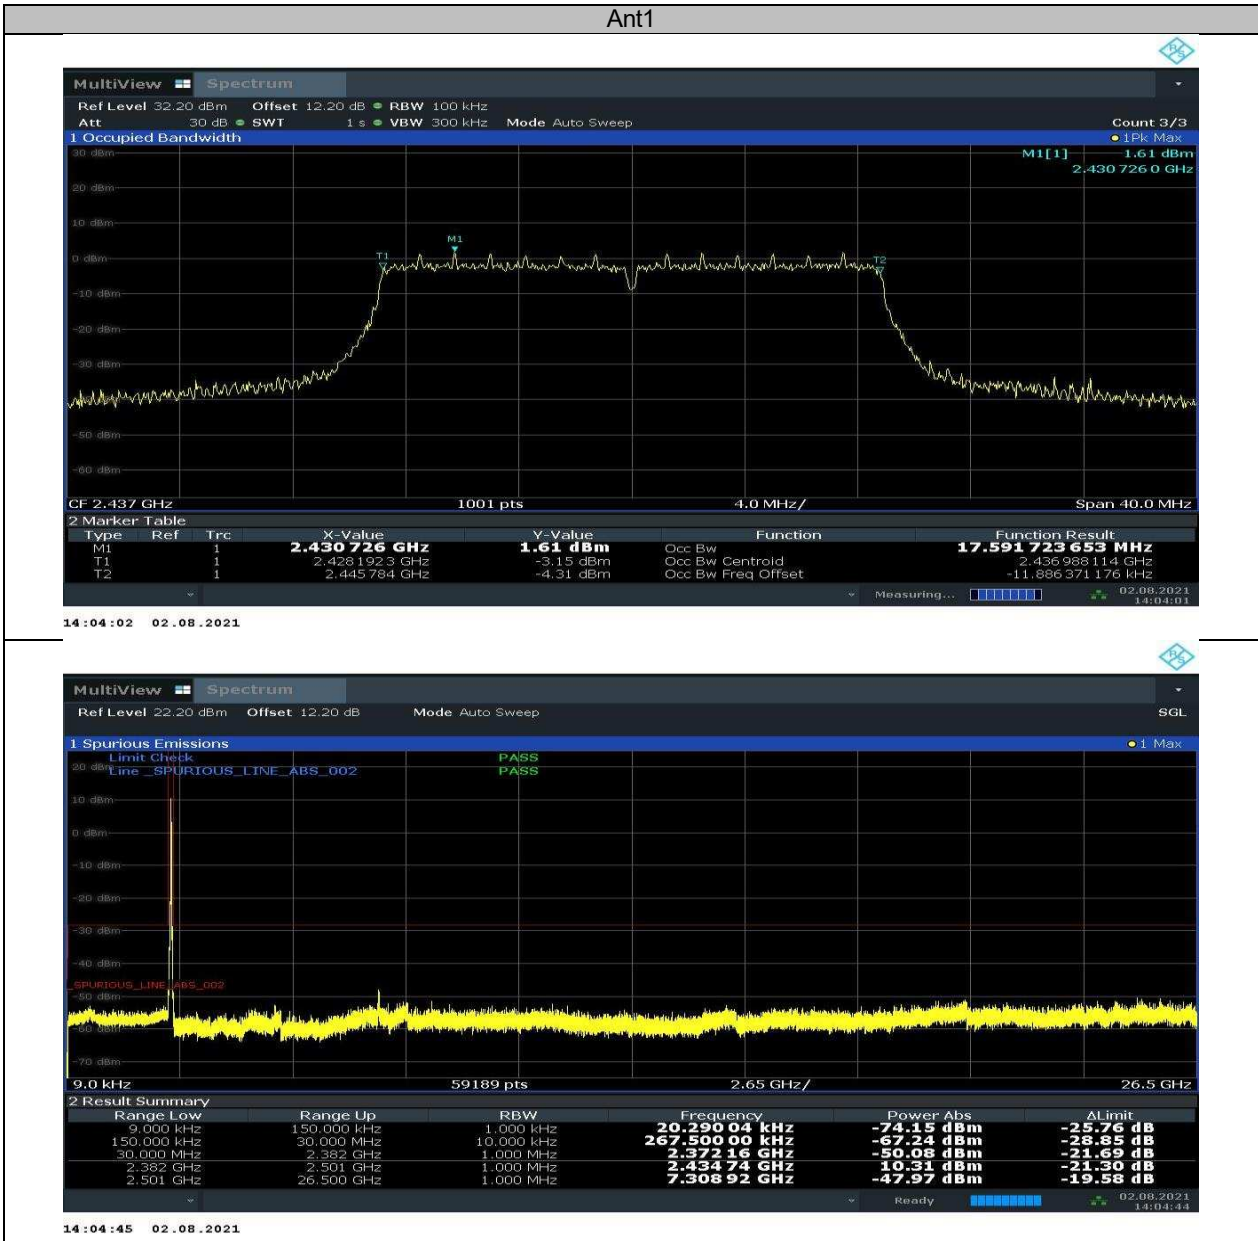 Ant1
R/S
MultiView Spectrum
Ref Level 32.20 dBm Offset 12.20 dB RBW 100 kHz
Att 30 dB SWT 1 s VBW 300 kHz Mode Auto Sweep Count 3/3
1 Occupied Bandwidth 1Pk Max
30 dBm M1[1] 1.61 dBm
2.430 726 0 GHz
20 dBm
10 dBm
M1
0 dBm T1 T2
-10 dBm
-20 dBm
-30 dBm
-50 dBm
-60 dBm
CF 2.437 GHz 1001 pts 4.0 MHz/ Span 40.0 MHz
2 Marker Table
Type Ref Trc X-Value Y-Value Function Function Result
M1 1 2.430 726 GHz 1.61 dBm Occ Bw 17.591 723 653 MHz
T1 1 2.428 192 3 GHz -3.15 dBm Occ Bw Centroid 2.436 988 114 GHz
T2 1 2.445 784 GHz -4.31 dBm Occ Bw Freq Offset -11.886 371 176 kHz
Measuring... 02.08.2021
14:04:01
14:04:02 02.08.2021
R/S
MultiView Spectrum
Ref Level 22.20 dBm Offset 12.20 dB Mode Auto Sweep SGL
1 Spurious Emissions 1 Max
Limit Check PASS
20 dBm Line _SPURIOUS_LINE_ABS_002 PASS
10 dBm
0 dBm
-10 dBm
-20 dBm
-30 dBm
-40 dBm
_SPURIOUS_LINE_ABS_002
-50 dBm
-60 dBm
-70 dBm
9.0 kHz 59189 pts 2.65 GHz/ 26.5 GHz
2 Result Summary
Range Low Range Up RBW Frequency Power Abs ΔLimit
9.000 kHz 150.000 kHz 1.000 kHz 20.290 04 kHz -74.15 dBm -25.76 dB
150.000 kHz 30.000 MHz 10.000 kHz 267.500 00 kHz -67.24 dBm -28.85 dB
30.000 MHz 2.382 GHz 1.000 MHz 2.372 16 GHz -50.08 dBm -21.69 dB
2.382 GHz 2.501 GHz 1.000 MHz 2.434 74 GHz 10.31 dBm -21.30 dB
2.501 GHz 26.500 GHz 1.000 MHz 7.308 92 GHz -47.97 dBm -19.58 dB
Ready 02.08.2021
14:04:44
14:04:45 02.08.2021